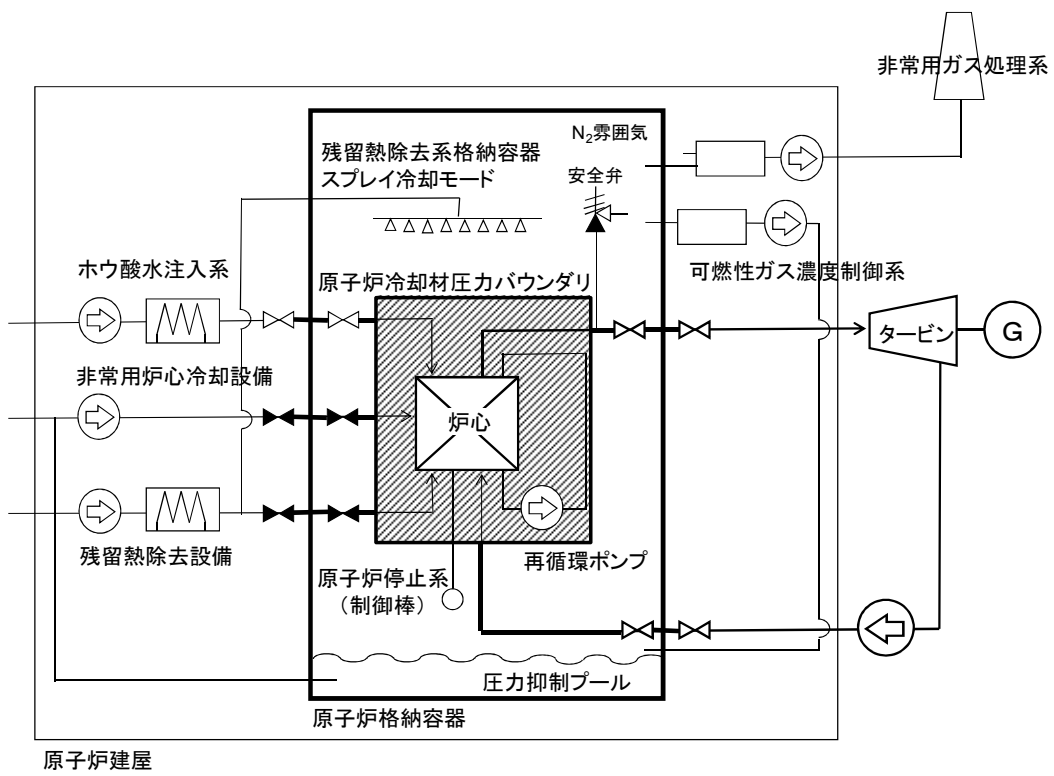 非常用ガス処理系
N₂雰囲気
残留熱除去系格納容器
スプレイ冷却モード
安全弁
ホウ酸水注入系
原子炉冷却材圧力バウンダリ
可燃性ガス濃度制御系
タービン
G
非常用炉心冷却設備
炉心
残留熱除去設備
再循環ポンプ
原子炉停止系
（制御棒）
圧力抑制プール
原子炉格納容器
原子炉建屋